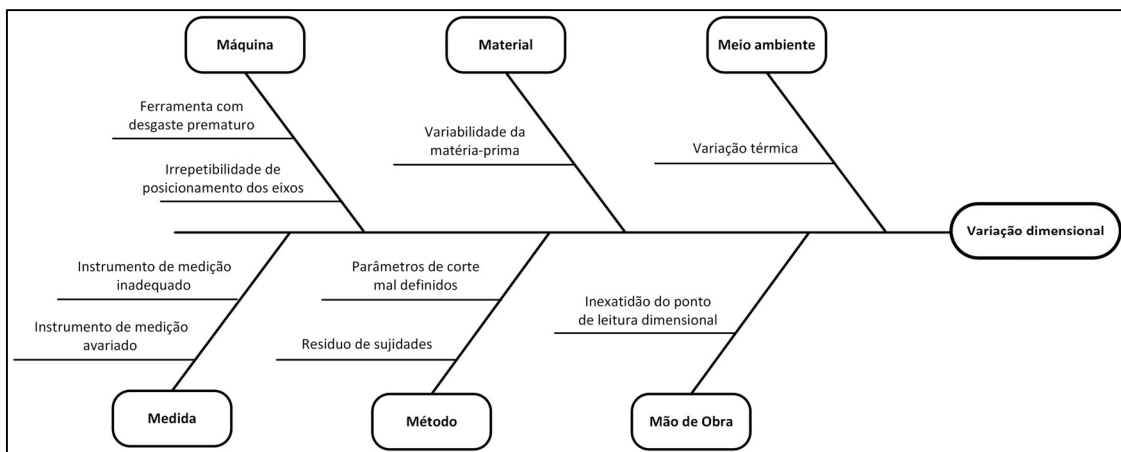 Máquina
Material
Meio ambiente
Ferramenta com
desgaste prematuro
Variabilidade da
matéria-prima
Variação térmica
Irrepetibilidade de
posicionamento dos eixos
Variação dimensional
Instrumento de medição
inadequado
Parâmetros de corte
mal definidos
Inexatidão do ponto
de leitura dimensional
Instrumento de medição
avariado
Residuo de sujidades
Medida
Método
Mão de Obra